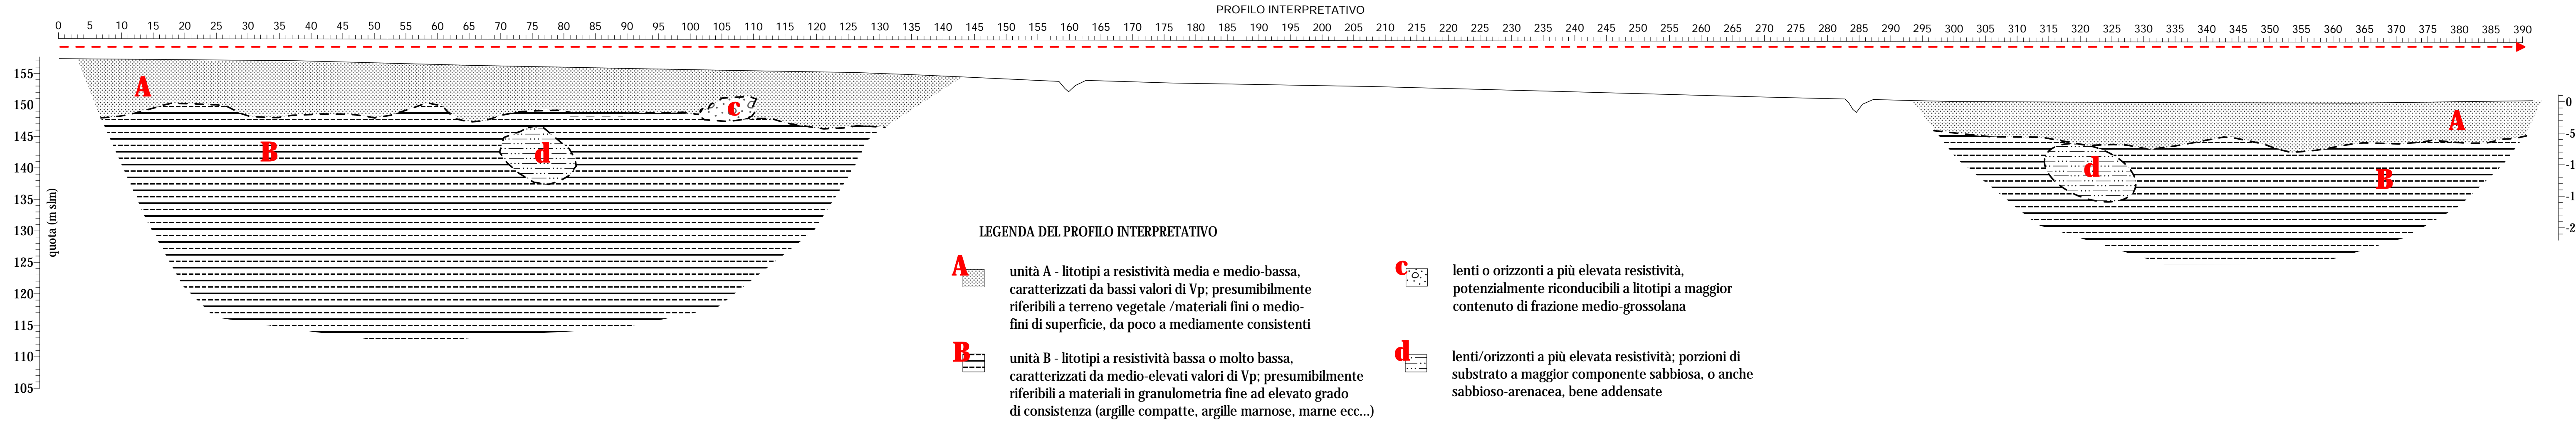 PROFILO INTERPRETATIVO
0 5 10 15 20 25 30 35 40 45 50 55 60 65 70 75 80 85 90 95 100 105 110 115 120 125 130 135 140 145 150 155 160 165 170 175 180 185 190 195 200 205 210 215 220 225 230 235 240 245 250 255 260 265 270 275 280 285 290 295 300 305 310 315 320 325 330 335 340 345 350 355 360 365 370 375 380 385 390
155
150
145
140
135
130
125
120
115
110
105
quota (m slm)
A
B
c
d
A
B
d
0
-5
-1
-1
-2
LEGENDA DEL PROFILO INTERPRETATIVO
A
unità A - litotipi a resistività media e medio-bassa,
caratterizzati da bassi valori di Vp; presumibilmente
riferibili a terreno vegetale /materiali fini o medio-
fini di superficie, da poco a mediamente consistenti
B
unità B - litotipi a resistività bassa o molto bassa,
caratterizzati da medio-elevati valori di Vp; presumibilmente
riferibili a materiali in granulometria fine ad elevato grado
di consistenza (argille compatte, argille marnose, marne ecc...)
c
lenti o orizzonti a più elevata resistività,
potenzialmente riconducibili a litotipi a maggior
contenuto di frazione medio-grossolana
d
lenti/orizzonti a più elevata resistività; porzioni di
substrato a maggior componente sabbiosa, o anche
sabbioso-arenacea, bene addensate